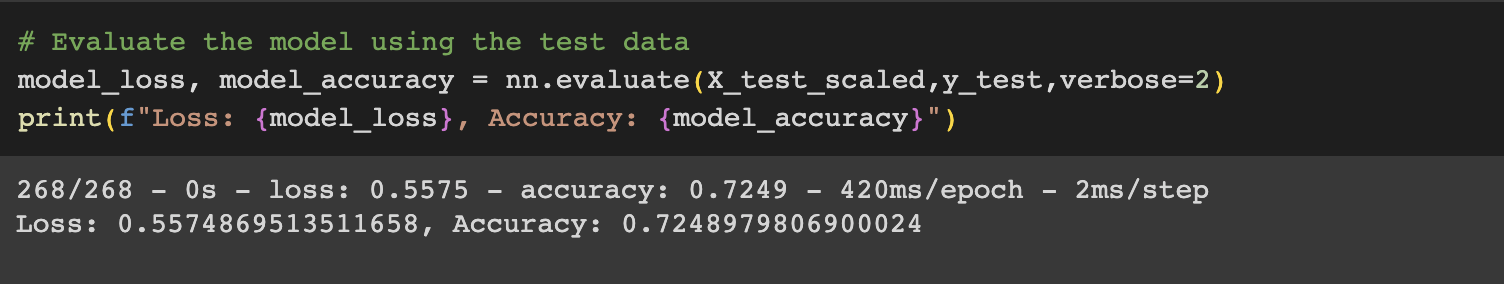 # Evaluate the model using the test data
model_loss, model_accuracy = nn.evaluate(X_test_scaled,y_test,verbose=2)
print(f"Loss: {model_loss}, Accuracy: {model_accuracy}")
268/268 - 0s - loss: 0.5575 - accuracy: 0.7249 - 420ms/epoch - 2ms/step
Loss: 0.5574869513511658, Accuracy: 0.7248979806900024